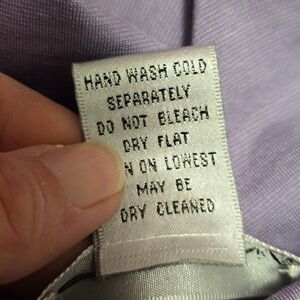 HAND WASH COLD
SEPARATELY
DO NOT BLEACH
DRY FLAT
N ON LOWEST
MAY BE
DRY CLEANED